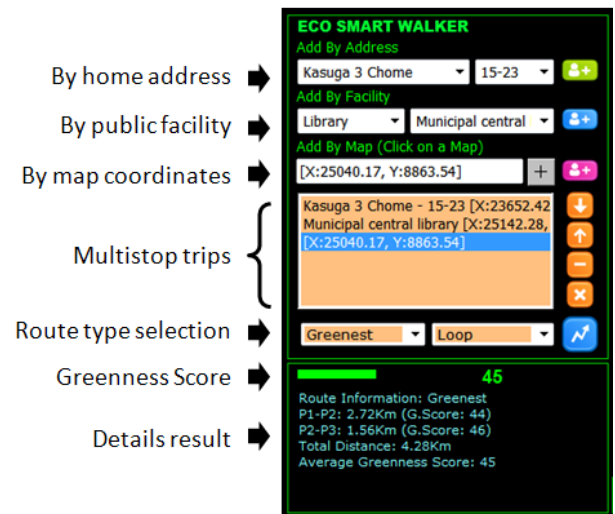 ECO SMART WALKER
Add By Address
By home address
Kasuga 3 Chome 15-23
Add By Facility
By public facility
Library Municipal central
Add By Map (Click on a Map)
By map coordinates
[X:25040.17, Y:8863.54] +
Multistop trips
Kasuga 3 Chome - 15-23 [X:23652.42
Municipal central library [X:25142.28,
[X:25040.17, Y:8863.54]
Route type selection
Greenest Loop
Greenness Score
45
Details result
Route Information: Greenest
P1-P2: 2.72Km (G.Score: 44)
P2-P3: 1.56Km (G.Score: 46)
Total Distance: 4.28Km
Average Greenness Score: 45